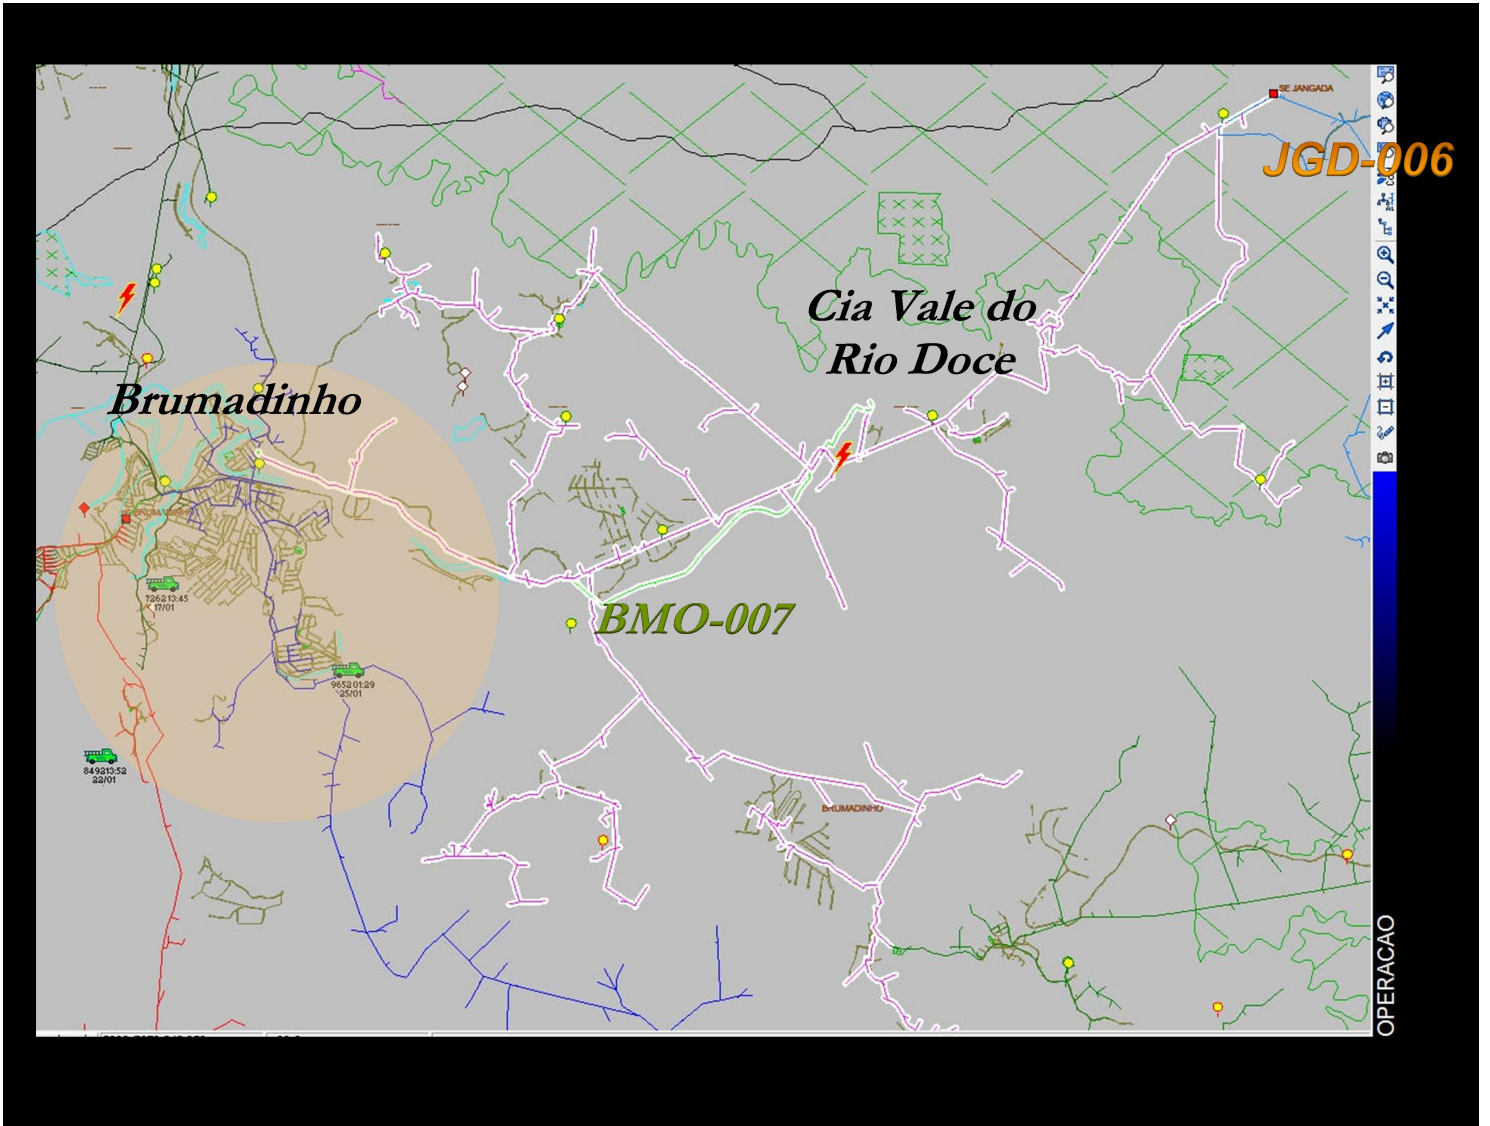 SE JANGADA
JGD-006
Cia Vale do
Rio Doce
Brumadinho
7262 13:45
17/01
BMO-007
9652 01:29
25/01
8492 13:52
22/01
BRUMADINHO
OPERACAO